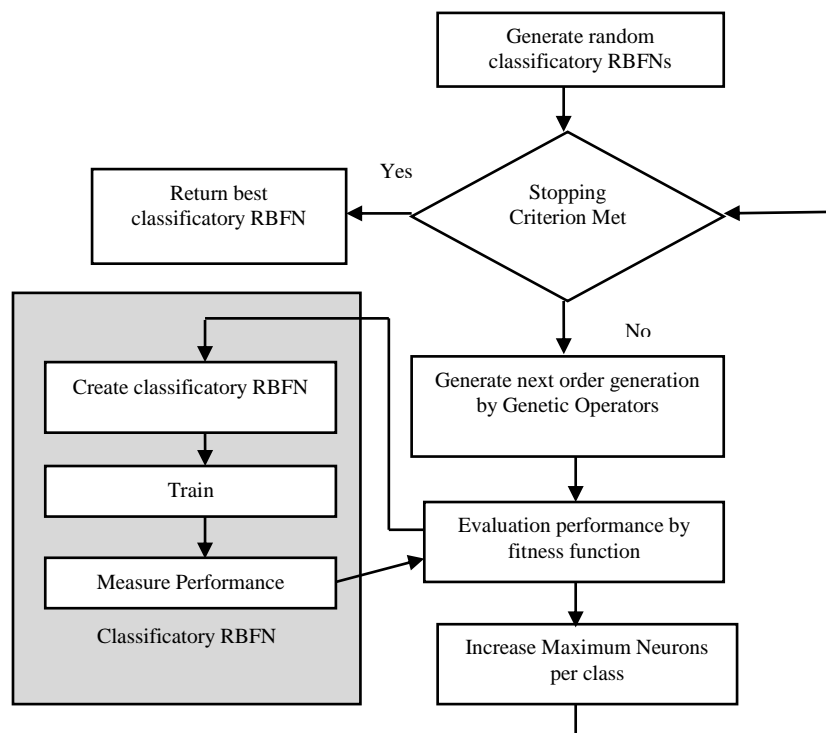 Generate random
classificatory RBFNs
Yes
Return best
classificatory RBFN
Stopping
Criterion Met
No
Create classificatory RBFN
Generate next order generation
by Genetic Operators
Train
Evaluation performance by
fitness function
Measure Performance
Classificatory RBFN
Increase Maximum Neurons
per class